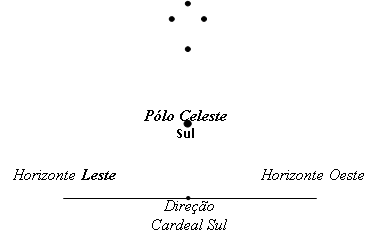 Pólo Celeste
Sul
Horizonte Leste
Horizonte Oeste
Direção
Cardeal Sul